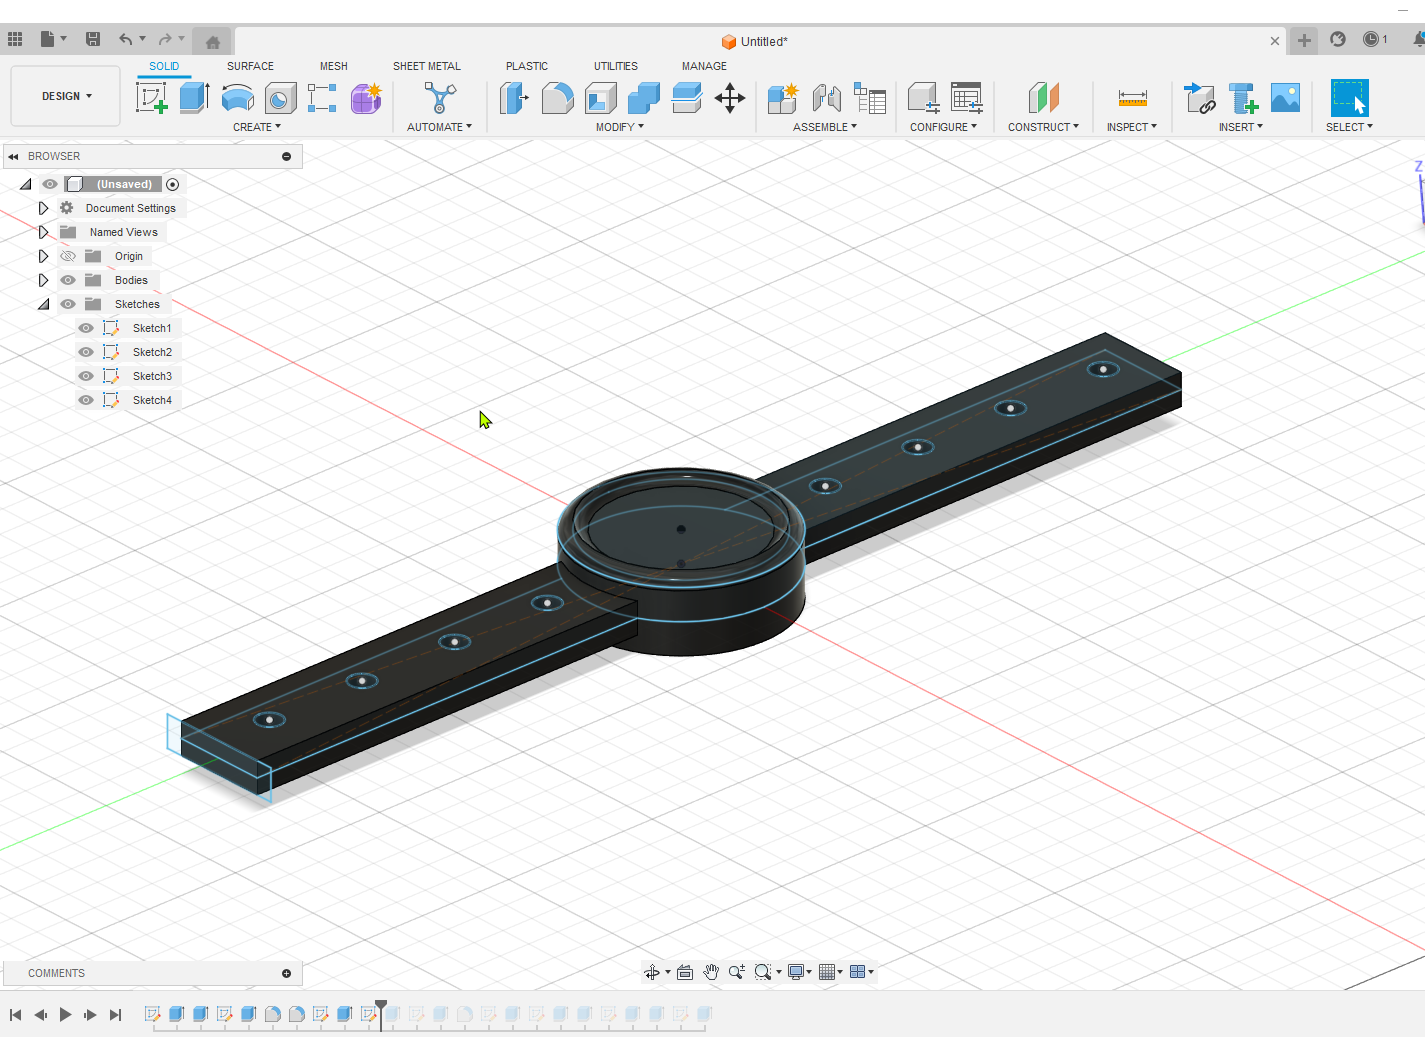 Untitled*
1
DESIGN
SOLID SURFACE MESH SHEET METAL PLASTIC UTILITIES MANAGE
CREATE AUTOMATE MODIFY ASSEMBLE CONFIGURE CONSTRUCT INSPECT INSERT SELECT
BROWSER
(Unsaved)
Document Settings
Named Views
Origin
Bodies
Sketches
Sketch1
Sketch2
Sketch3
Sketch4
Z
COMMENTS